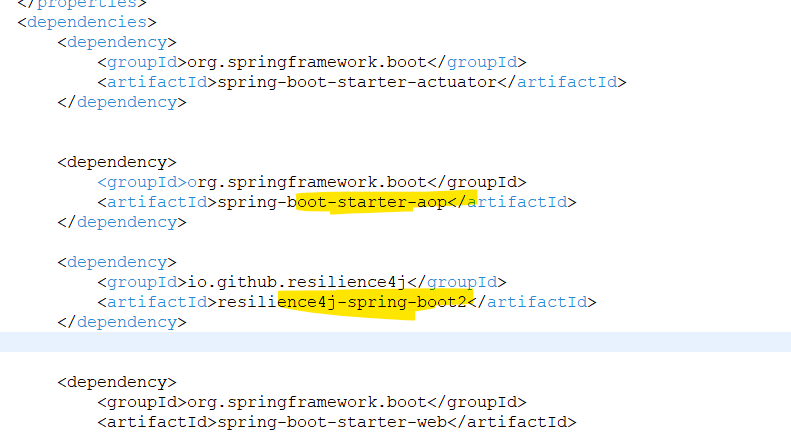 </properties>
<dependencies>
<dependency>
<groupId>org.springframework.boot</groupId>
<artifactId>spring-boot-starter-actuator</artifactId>
</dependency>
<dependency>
<groupId>org.springframework.boot</groupId>
<artifactId>spring-boot-starter-aop</artifactId>
</dependency>
<dependency>
<groupId>io.github.resilience4j</groupId>
<artifactId>resilience4j-spring-boot2</artifactId>
</dependency>
<dependency>
<groupId>org.springframework.boot</groupId>
<artifactId>spring-boot-starter-web</artifactId>